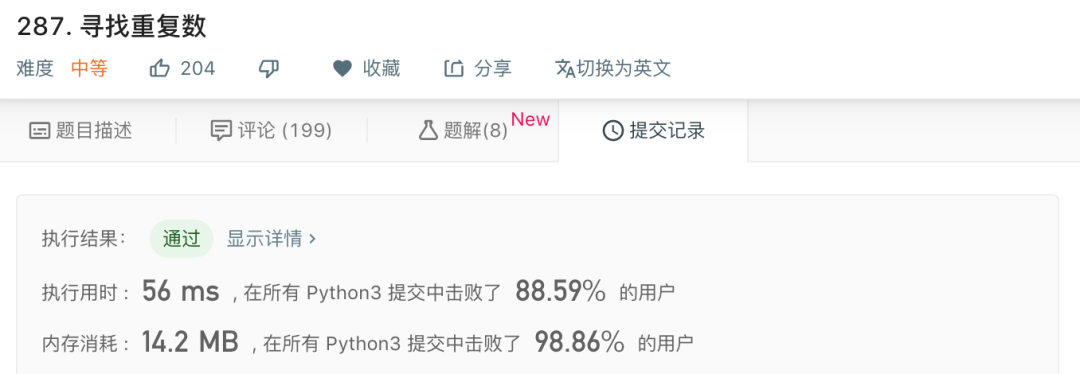 287. 寻找重复数
难度 中等 204 收藏 分享 切换为英文
题目描述 评论 (199) 题解(8) New 提交记录
执行结果： 通过 显示详情 ›
执行用时 : 56 ms , 在所有 Python3 提交中击败了 88.59% 的用户
内存消耗 : 14.2 MB , 在所有 Python3 提交中击败了 98.86% 的用户